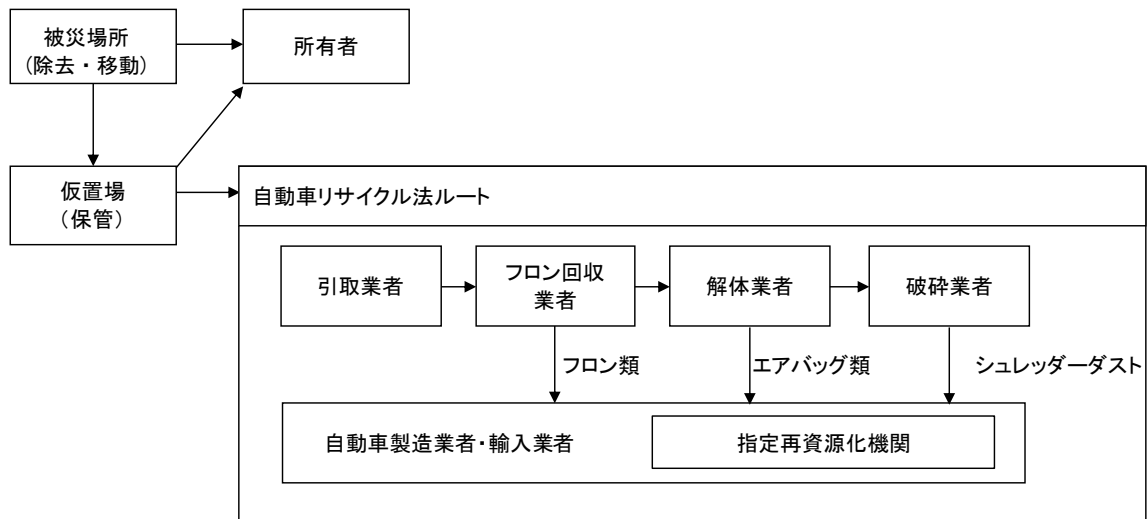 被災場所
(除去・移動)
所有者
仮置場
(保管)
自動車リサイクル法ルート
引取業者
フロン回収
業者
解体業者
破砕業者
フロン類
エアバッグ類
シュレッダーダスト
自動車製造業者・輸入業者
指定再資源化機関